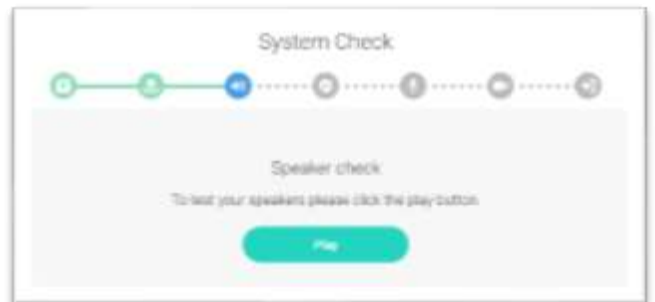 System Check
Speaker check
To test your speakers please click the play button.
Play